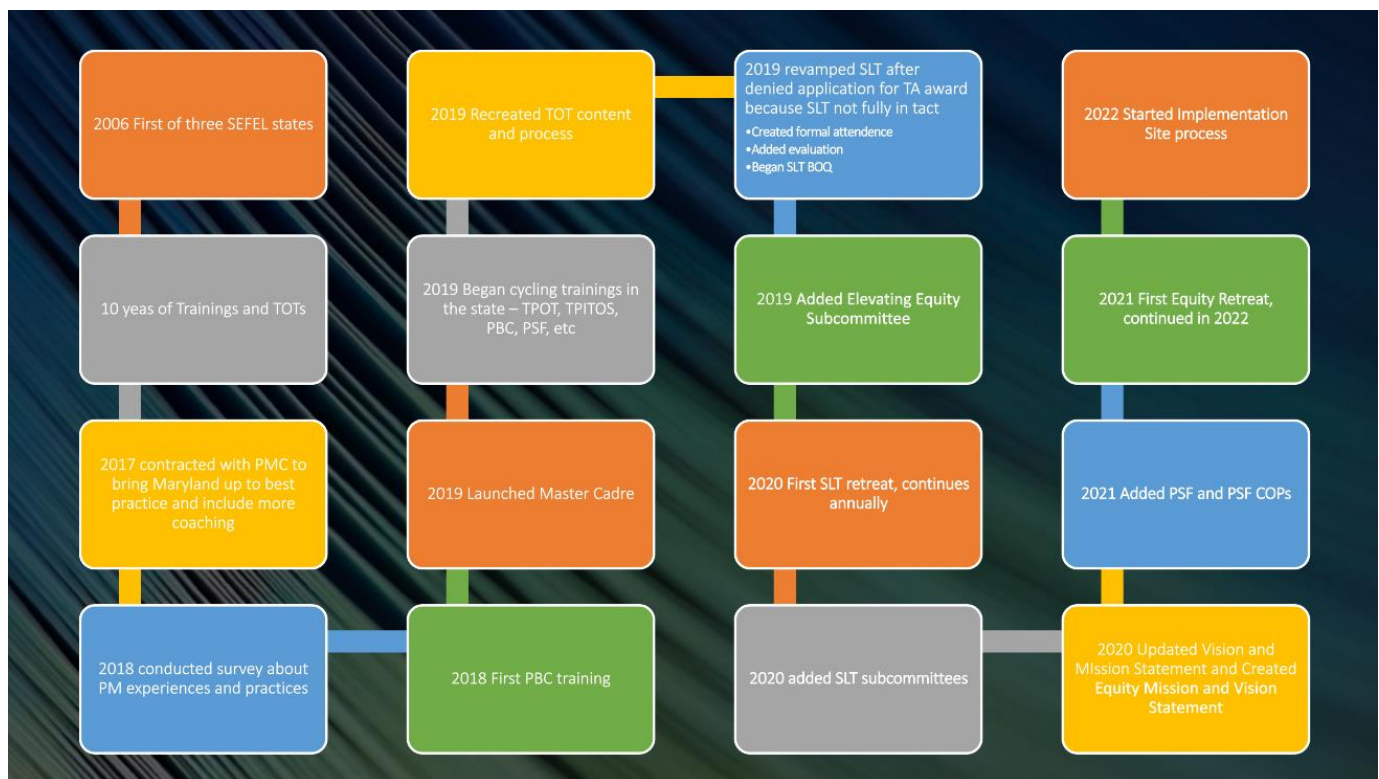 2006 First of three SEFEL states
10 yeas of Trainings and TOTs
2017 contracted with PMC to
bring Maryland up to best
practice and include more
coaching
2018 conducted survey about
PM experiences and practices
2018 First PBC training
2019 Launched Master Cadre
2019 Began cycling trainings in
the state – TPOT, TPITOS,
PBC, PSF, etc
2019 Recreated TOT content
and process
2019 revamped SLT after
denied application for TA award
because SLT not fully in tact
•Created formal attendence
•Added evaluation
•Began SLT BOQ
2019 Added Elevating Equity
Subcommittee
2020 First SLT retreat, continues
annually
2020 added SLT subcommittees
2020 Updated Vision and
Mission Statement and Created
Equity Mission and Vision
Statement
2021 Added PSF and PSF COPs
2021 First Equity Retreat,
continued in 2022
2022 Started Implementation
Site process